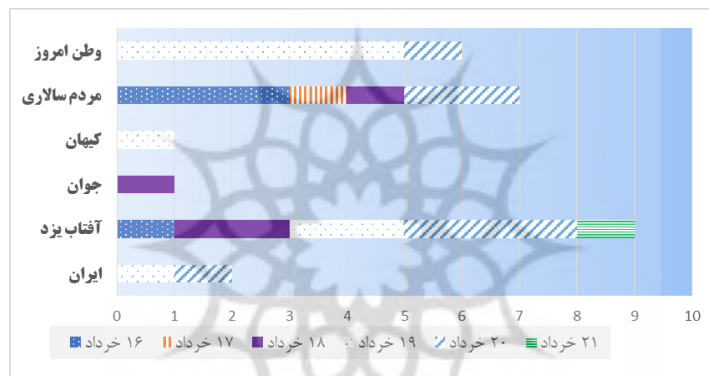 وطن امروز
مردم سالاری
کیهان
جوان
آفتاب یزد
ایران
0 1 2 3 4 5 6 7 8 9 10
۱۶ خرداد ۱۷ خرداد ۱۸ خرداد ۱۹ خرداد ۲۰ خرداد ۲۱ خرداد